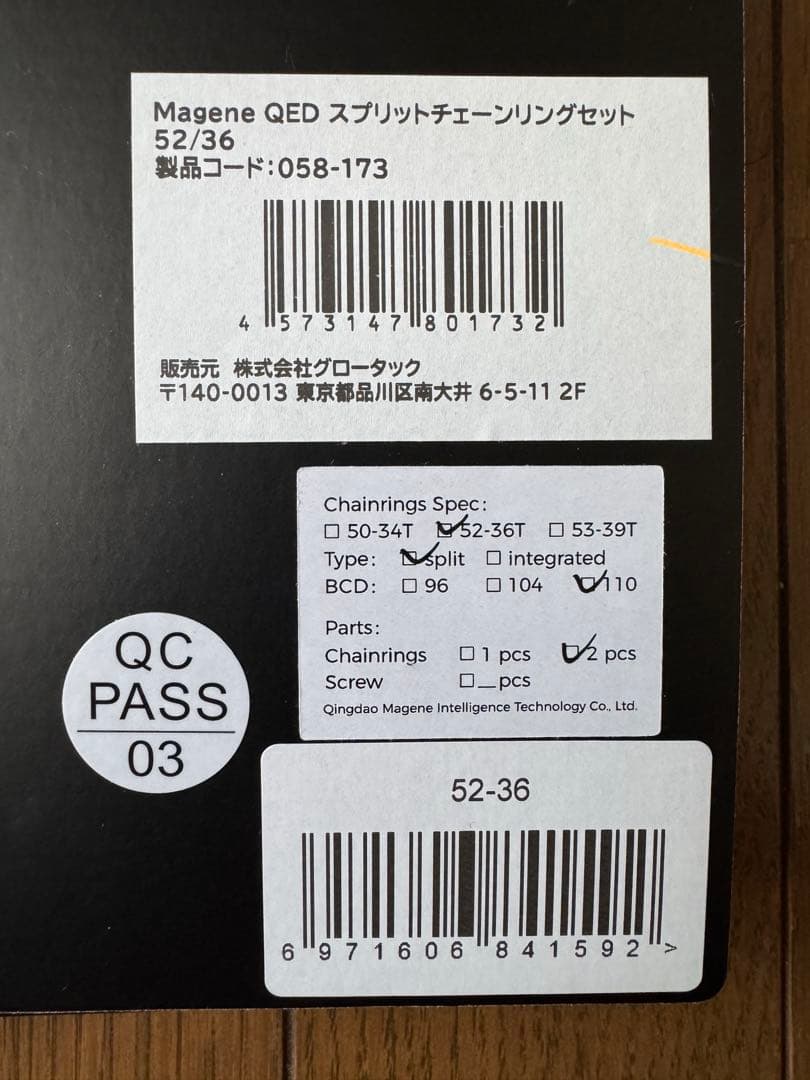 Magene QED スプリットチェーンリングセット
52/36
製品コード:058-173
4 573147 801732
販売元 株式会社グロータック
〒140-0013 東京都品川区南大井 6-5-11 2F
Chainrings Spec:
☐ 50-34T ☑ 52-36T ☐ 53-39T
Type: ☑ split ☐ integrated
BCD: ☐ 96 ☐ 104 ☑ 110
Parts:
Chainrings ☐ 1 pcs ☑ 2 pcs
Screw ☐ __pcs
Qingdao Magene Intelligence Technology Co., Ltd.
QC
PASS
03
52-36
6 971606 841592 >